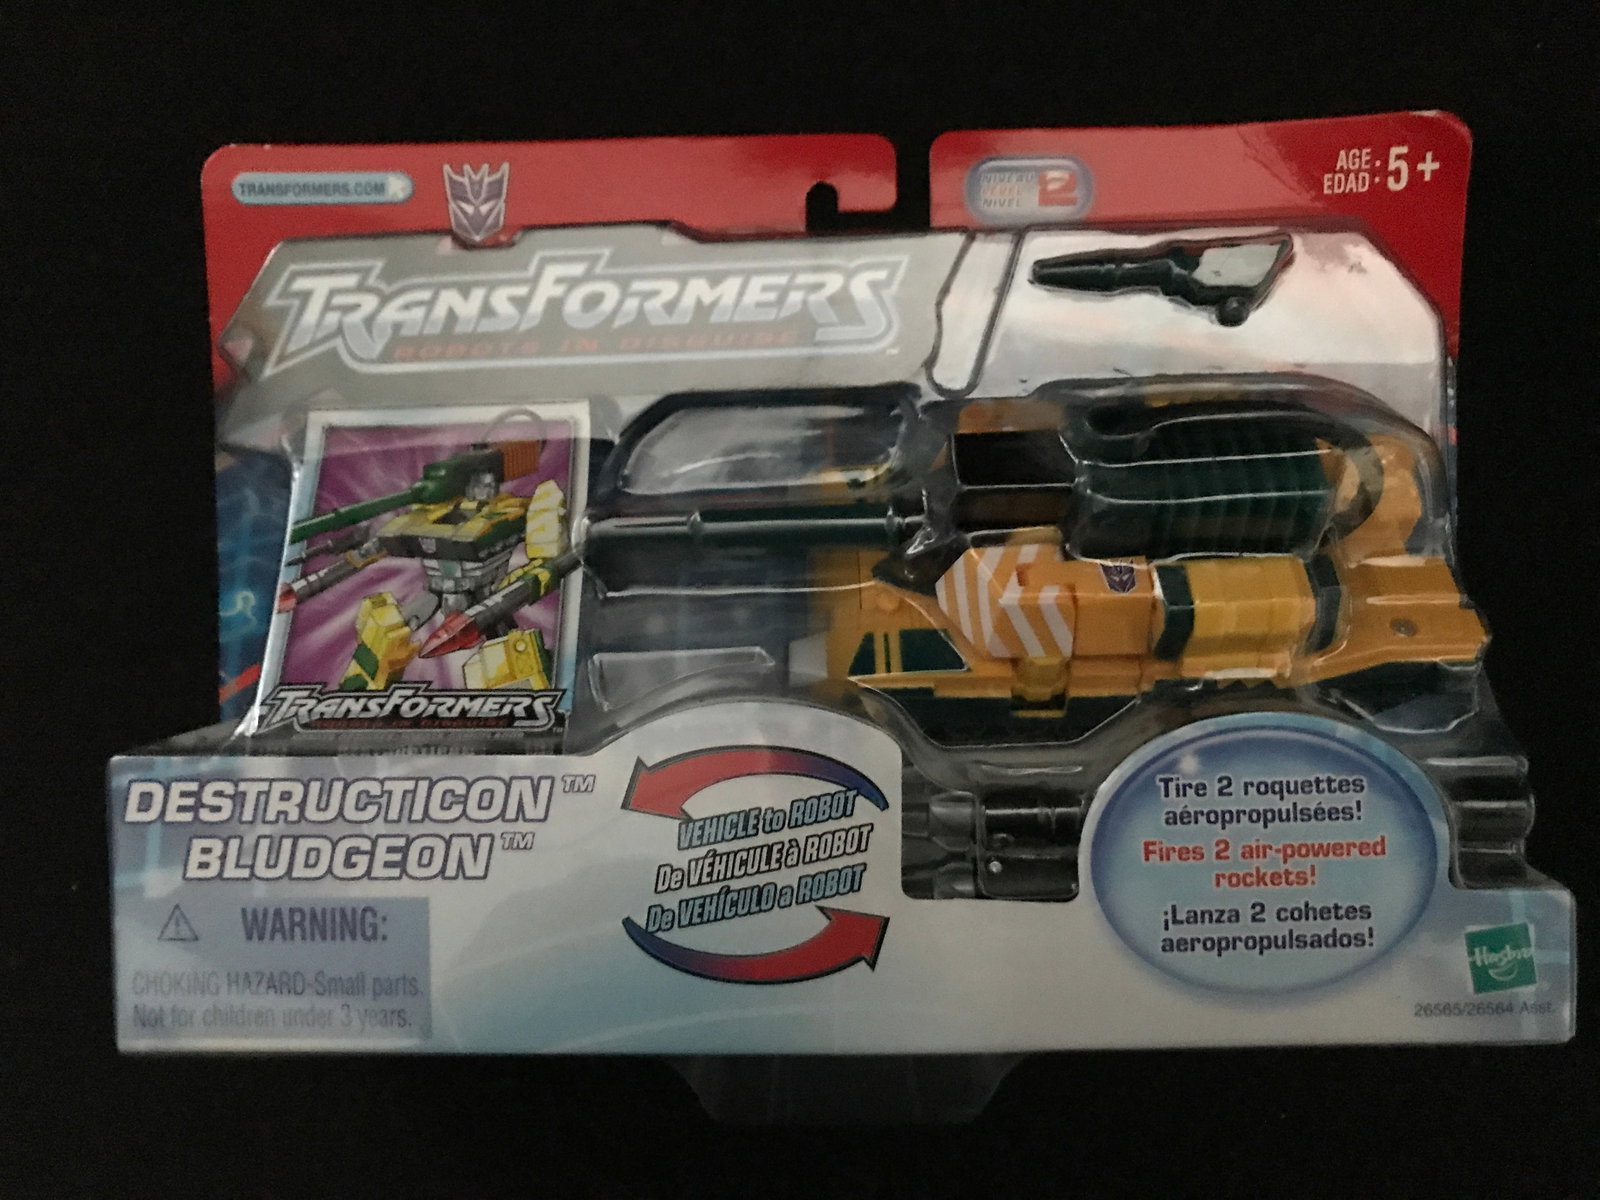 TRANSFORMERS.COM
NIVEAU
LEVEL 2
NIVEL
AGE:
EDAD: 5+
TRANSFORMERS
ROBOTS IN DISGUISE
TRANSFORMERS
ROBOTS IN DISGUISE
DESTRUCTICON™
BLUDGEON™
WARNING:
CHOKING HAZARD-Small parts.
Not for children under 3 years.
VEHICLE to ROBOT
De VÉHICULE à ROBOT
De VEHÍCULO a ROBOT
Tire 2 roquettes
aéropropulsées!
Fires 2 air-powered
rockets!
¡Lanza 2 cohetes
aeropropulsados!
Hasbro
26565/26564 Asst.